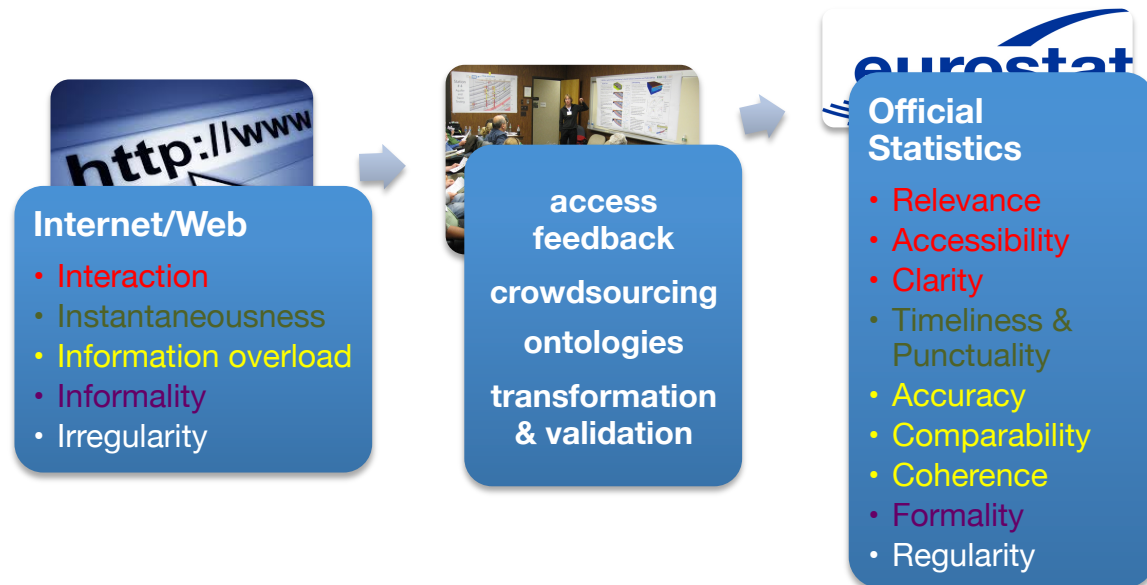 http://www
Internet/Web
• Interaction
• Instantaneousness
• Information overload
• Informality
• Irregularity
access
feedback
crowdsourcing
ontologies
transformation
& validation
eurostat
Official
Statistics
• Relevance
• Accessibility
• Clarity
• Timeliness &
Punctuality
• Accuracy
• Comparability
• Coherence
• Formality
• Regularity